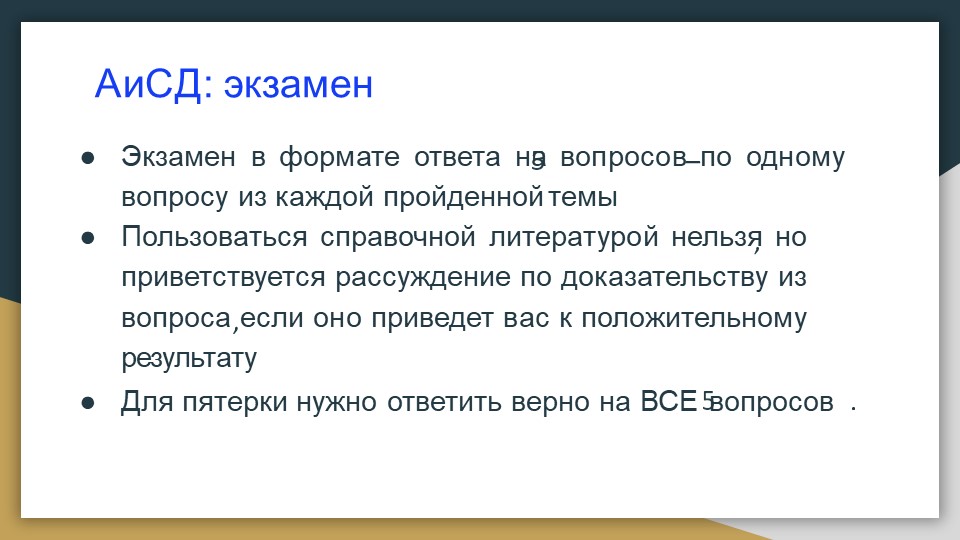 АиСД: экзамен
● Экзамен в формате ответа на 5 вопросов – по одному
вопросу из каждой пройденной темы
● Пользоваться справочной литературой нельзя, но
приветствуется рассуждение по доказательству из
вопроса, если оно приведет вас к положительному
результату
● Для пятерки нужно ответить верно на ВСЕ 5 вопросов .